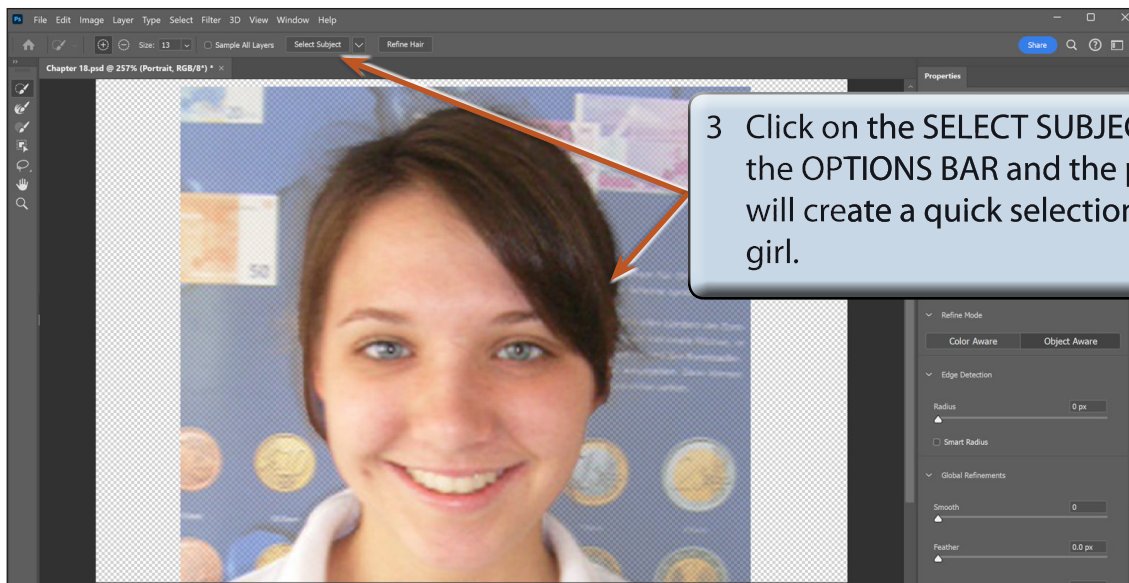 Ps File Edit Image Layer Type Select Filter 3D View Window Help
Size: 13 Sample All Layers Select Subject Refine Hair Share
Chapter 18.psd @ 257% (Portrait, RGB/8*) * ×
Properties
3 Click on the SELECT SUBJEC
the OPTIONS BAR and the
will create a quick selection
girl.
50
Refine Mode
Color Aware Object Aware
Edge Detection
Radius 0 px
Smart Radius
Global Refinements
Smooth 0
Feather 0.0 px